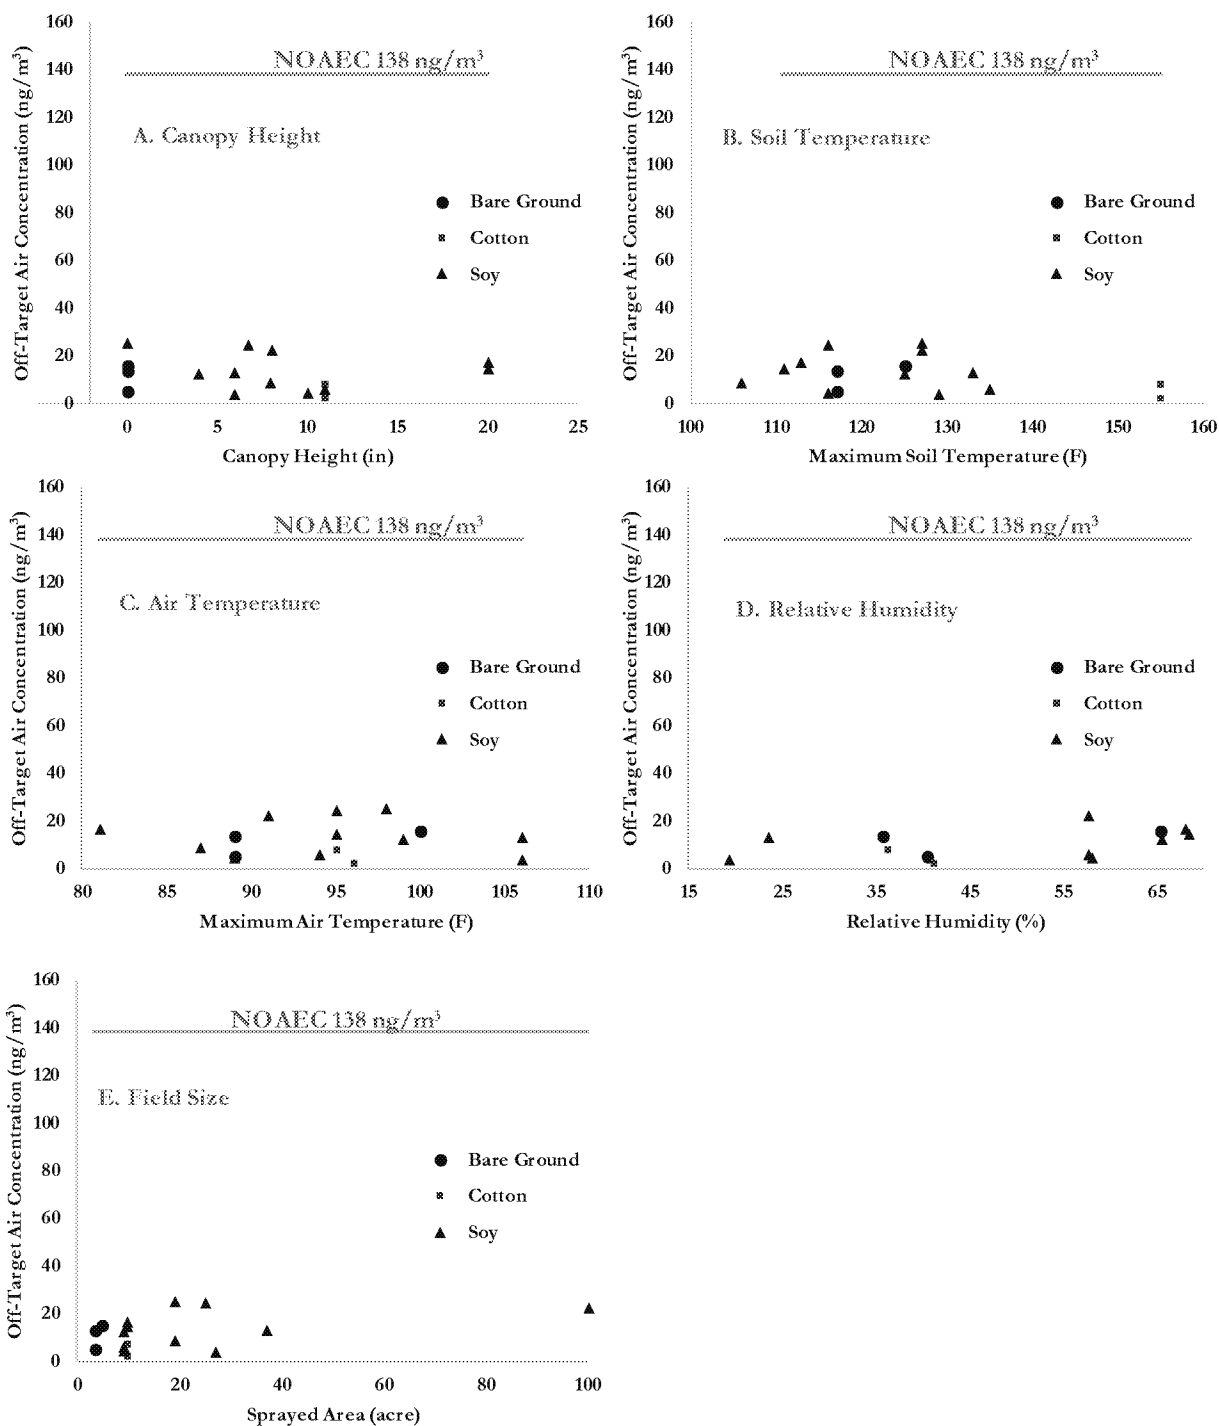 160
140
120
100
80
60
40
20
0
Off-Target Air Concentration (ng/m³)
NOAEC 138 ng/m³
A. Canopy Height
Bare Ground
Cotton
Soy
0 5 10 15 20 25
Canopy Height (in)
160
140
120
100
80
60
40
20
0
Off-Target Air Concentration (ng/m³)
NOAEC 138 ng/m³
B. Soil Temperature
Bare Ground
Cotton
Soy
100 110 120 130 140 150 160
Maximum Soil Temperature (F)
160
140
120
100
80
60
40
20
0
Off-Target Air Concentration (ng/m³)
NOAEC 138 ng/m³
C. Air Temperature
Bare Ground
Cotton
Soy
80 85 90 95 100 105 110
Maximum Air Temperature (F)
160
140
120
100
80
60
40
20
0
Off-Target Air Concentration (ng/m³)
NOAEC 138 ng/m³
D. Relative Humidity
Bare Ground
Cotton
Soy
15 25 35 45 55 65
Relative Humidity (%)
160
140
120
100
80
60
40
20
0
Off-Target Air Concentration (ng/m³)
NOAEC 138 ng/m³
E. Field Size
Bare Ground
Cotton
Soy
0 20 40 60 80 100
Sprayed Area (acre)